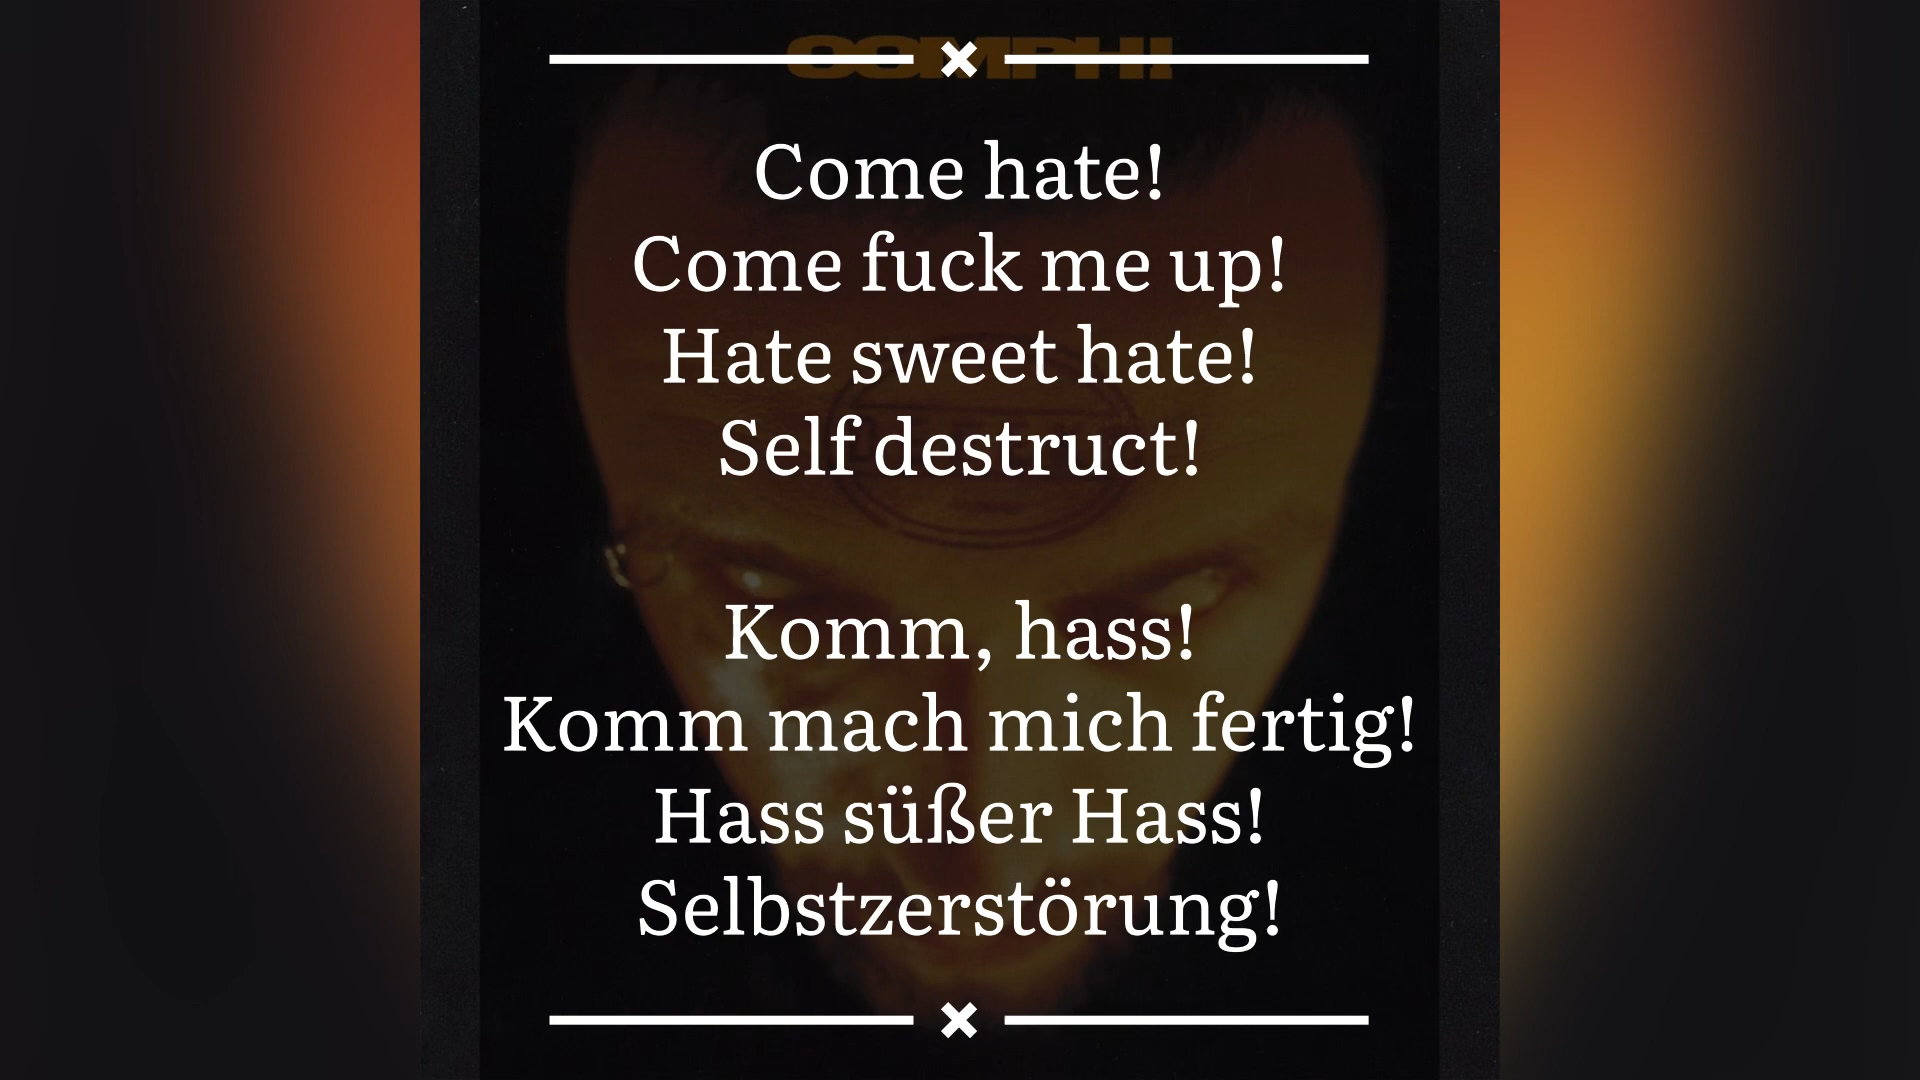 OOMPH!
Come hate!
Come fuck me up!
Hate sweet hate!
Self destruct!
Komm, hass!
Komm mach mich fertig!
Hass süßer Hass!
Selbstzerstörung!